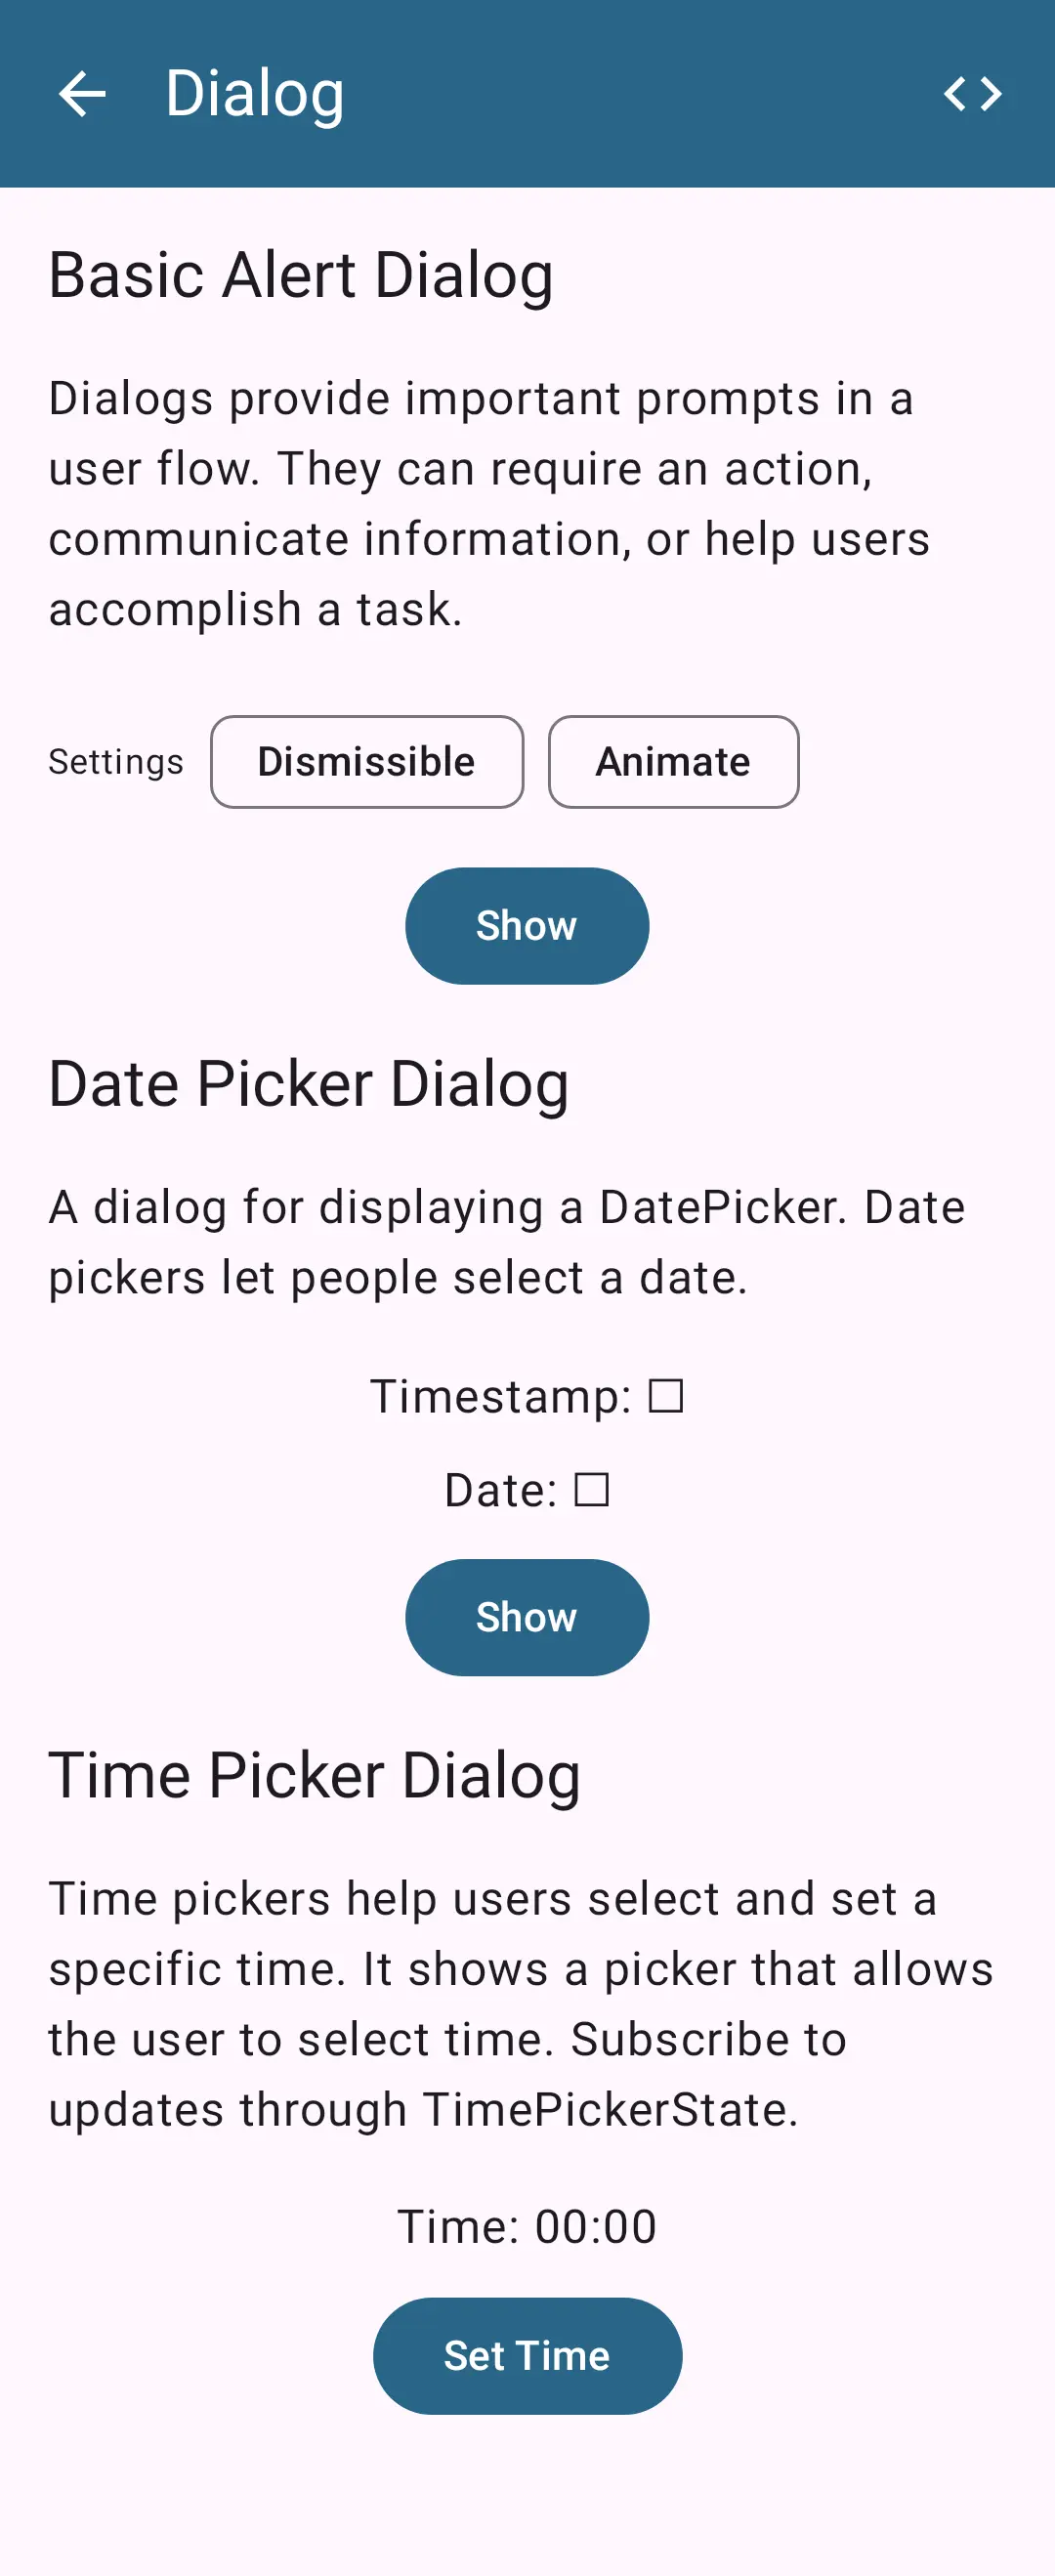 Dialog
Basic Alert Dialog
Dialogs provide important prompts in a
user flow. They can require an action,
communicate information, or help users
accomplish a task.
Settings Dismissible Animate
Show
Date Picker Dialog
A dialog for displaying a DatePicker. Date
pickers let people select a date.
Timestamp: □
Date: □
Show
Time Picker Dialog
Time pickers help users select and set a
specific time. It shows a picker that allows
the user to select time. Subscribe to
updates through TimePickerState.
Time: 00:00
Set Time